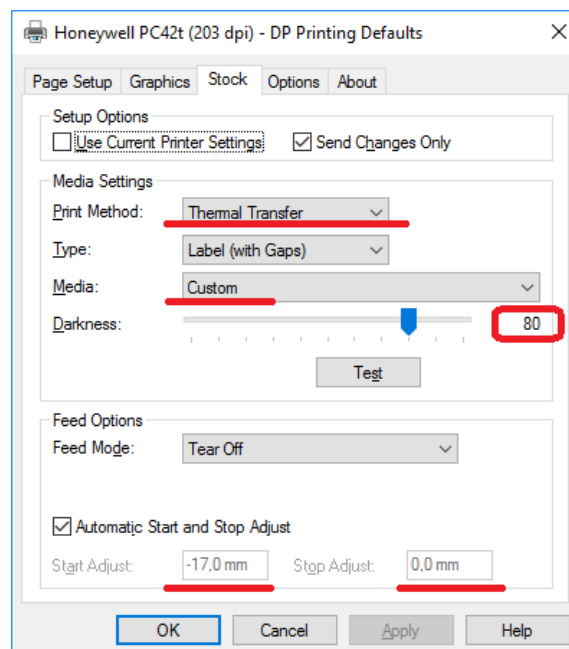 Honeywell PC42t (203 dpi) - DP Printing Defaults
Page Setup Graphics Stock Options About
Setup Options
Use Current Printer Settings Send Changes Only
Media Settings
Print Method: Thermal Transfer
Type: Label (with Gaps)
Media: Custom
Darkness: 80
Test
Feed Options
Feed Mode: Tear Off
Automatic Start and Stop Adjust
Start Adjust: -17,0 mm Stop Adjust: 0,0 mm
OK Cancel Apply Help